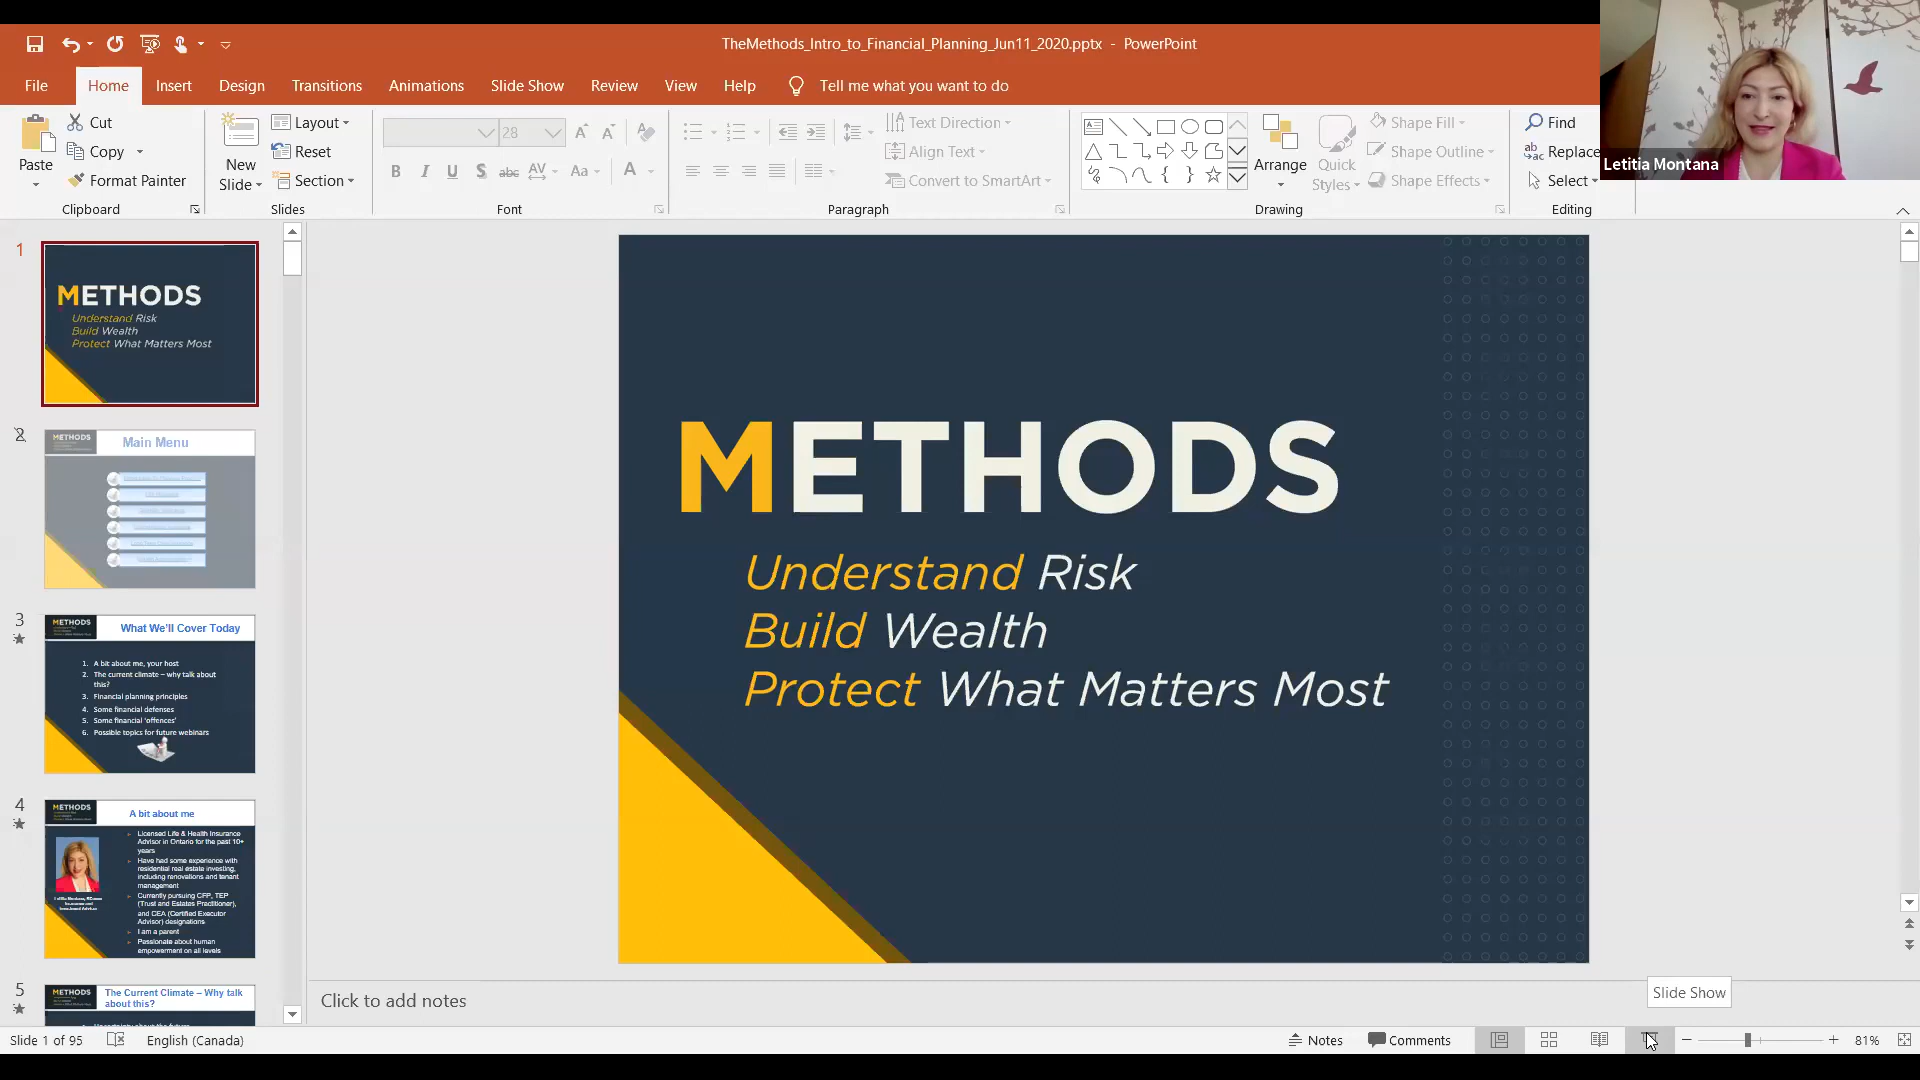 TheMethods_Intro_to_Financial_Planning_Jun11_2020.pptx - PowerPoint
File Home Insert Design Transitions Animations Slide Show Review View Help Tell me what you want to do
Letitia Montana
Paste
Cut
Copy
Format Painter
Clipboard
New
Slide
Layout
Reset
Section
Slides
28
B I U S abc AV Aa A
Font
Text Direction
Align Text
Convert to SmartArt
Paragraph
Arrange
Quick
Styles
Shape Fill
Shape Outline
Shape Effects
Drawing
Find
Replace
Select
Editing
1
METHODS
Understand Risk
Build Wealth
Protect What Matters Most
2
METHODS
Main Menu
3
METHODS
What We'll Cover Today
1. A bit about me, your host
2. The current climate – why talk about
this?
3. Financial planning principles
4. Some financial defenses
5. Some financial 'offences'
6. Possible topics for future webinars
4
METHODS
A bit about me
Licensed Life & Health Insurance
Advisor in Ontario for the past 10+
years
Have had some experience with
residential real estate investing,
including renovations and tenant
management
Currently pursuing CFP, TEP
(Trust and Estates Practitioner),
and CEA (Certified Executor
Advisor) designations
I am a parent
Passionate about human
empowerment on all levels
5
METHODS
The Current Climate – Why talk
about this?
METHODS
Understand Risk
Build Wealth
Protect What Matters Most
Click to add notes
Slide Show
Slide 1 of 95
English (Canada)
Notes
Comments
81%